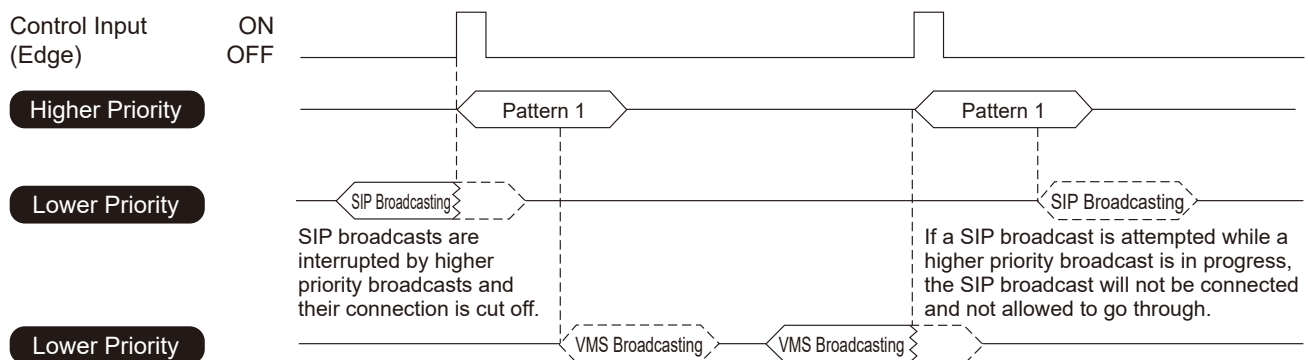 Control Input ON
(Edge) OFF
Higher Priority
Pattern 1
Pattern 1
Lower Priority
SIP Broadcasting
SIP Broadcasting
SIP broadcasts are
interrupted by higher
priority broadcasts and
their connection is cut off.
If a SIP broadcast is attempted while a
higher priority broadcast is in progress,
the SIP broadcast will not be connected
and not allowed to go through.
Lower Priority
VMS Broadcasting
VMS Broadcasting